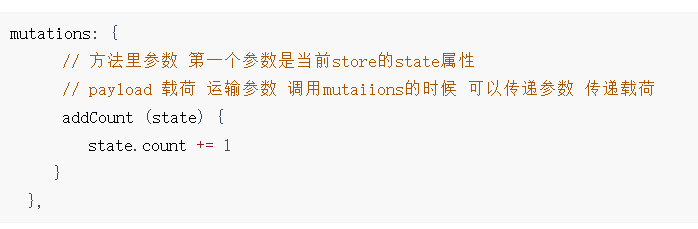 mutations: {
// 方法里参数 第一个参数是当前store的state属性
// payload 载荷 运输参数 调用mutaiions的时候 可以传递参数 传递载荷
addCount (state) {
state.count += 1
}
},